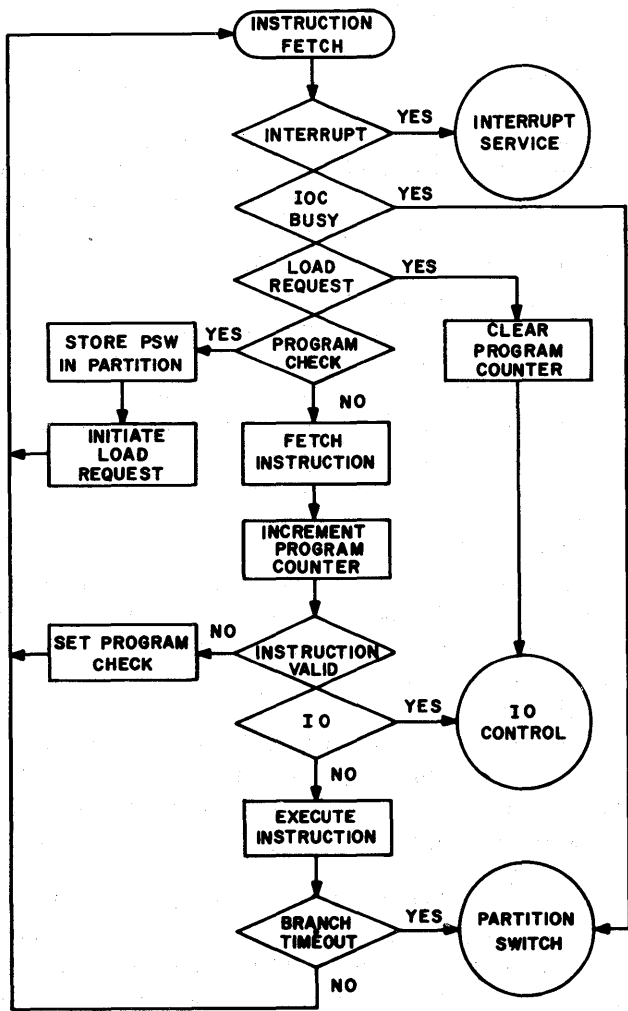 INSTRUCTION
FETCH
INTERRUPT
YES
INTERRUPT
SERVICE
IOC
BUSY
YES
LOAD
REQUEST
YES
CLEAR
PROGRAM
COUNTER
PROGRAM
CHECK
YES
STORE PSW
IN PARTITION
INITIATE
LOAD
REQUEST
NO
FETCH
INSTRUCTION
INCREMENT
PROGRAM
COUNTER
INSTRUCTION
VALID
NO
SET PROGRAM
CHECK
IO
YES
IO
CONTROL
NO
EXECUTE
INSTRUCTION
BRANCH
TIMEOUT
YES
PARTITION
SWITCH
NO